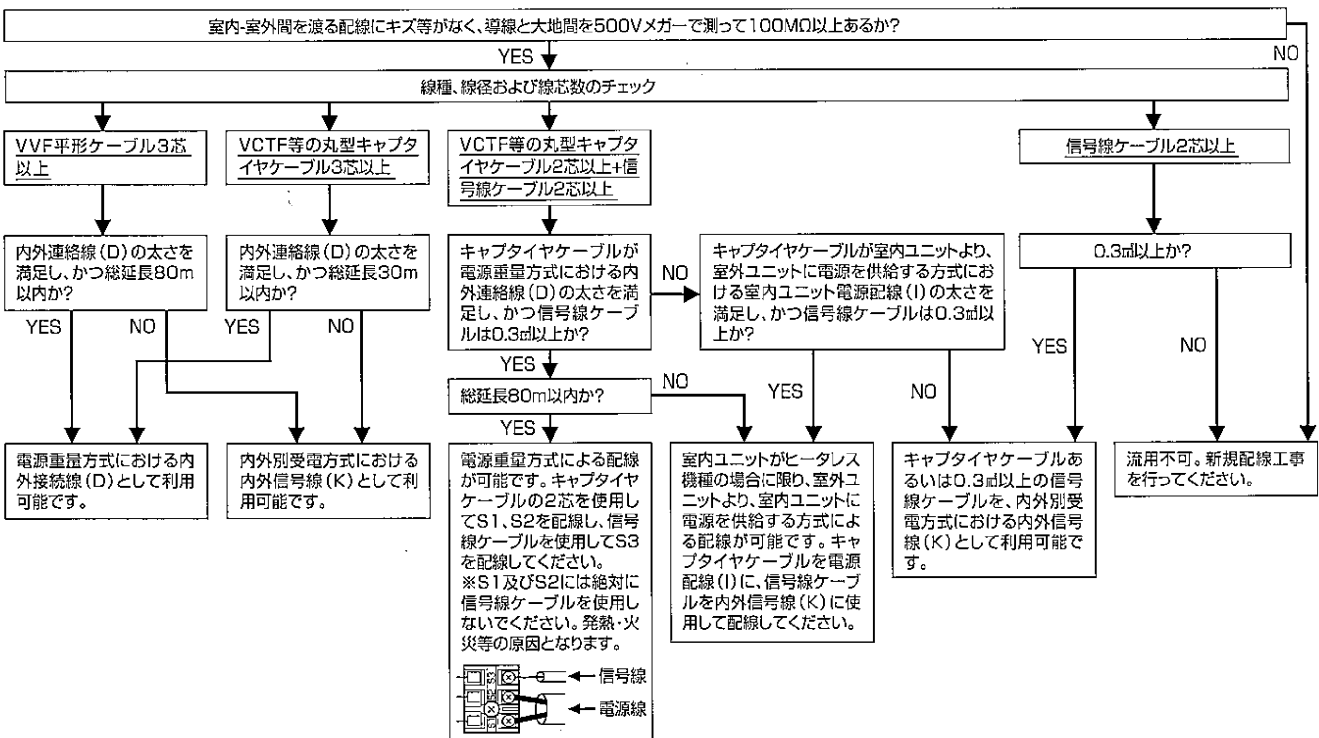 室内-室外間を渡る配線にキズ等がなく、導線と大地間を500Vメガーで測って100MΩ以上あるか?
YES
NO
線種、線径および線芯数のチェック
VVF平形ケーブル3芯
以上
VCTF等の丸型キャプタ
イヤケーブル3芯以上
VCTF等の丸型キャプタ
イヤケーブル2芯以上+信
号線ケーブル2芯以上
信号線ケーブル2芯以上
内外連絡線(D)の太さを
満足し、かつ総延長80m
以内か?
内外連絡線(D)の太さを
満足し、かつ総延長30m
以内か?
キャプタイヤケーブルが
電源重量方式における内
外連絡線(D)の太さを満
足し、かつ信号線ケーブ
ルは0.3㎟以上か?
NO
キャプタイヤケーブルが室内ユニットより、
室外ユニットに電源を供給する方式にお
ける室内ユニット電源配線(I)の太さを
満足し、かつ信号線ケーブルは0.3㎟以
上か?
0.3㎟以上か?
YES
NO
YES
NO
YES
総延長80m以内か?
NO
YES
YES
NO
YES
NO
電源重量方式における内
外接続線(D)として利用
可能です。
内外別受電方式における
内外信号線(K)として利
用可能です。
電源重量方式による配線
が可能です。キャプタイヤ
ケーブルの2芯を使用し
てS1、S2を配線し、信号
線ケーブルを使用してS3
を配線してください。
※S1及びS2には絶対に
信号線ケーブルを使用し
ないでください。発熱・火
災等の原因となります。
S3
S2
S1
信号線
電源線
室内ユニットがヒータレス
機種の場合に限り、室外ユ
ニットより、室内ユニットに
電源を供給する方式によ
る配線が可能です。キャ
プタイヤケーブルを電源
配線(I)に、信号線ケーブ
ルを内外信号線(K)に使
用して配線してください。
キャプタイヤケーブルあ
るいは0.3㎟以上の信号
線ケーブルを、内外別受
電方式における内外信号
線(K)として利用可能で
す。
流用不可。新規配線工事
を行ってください。